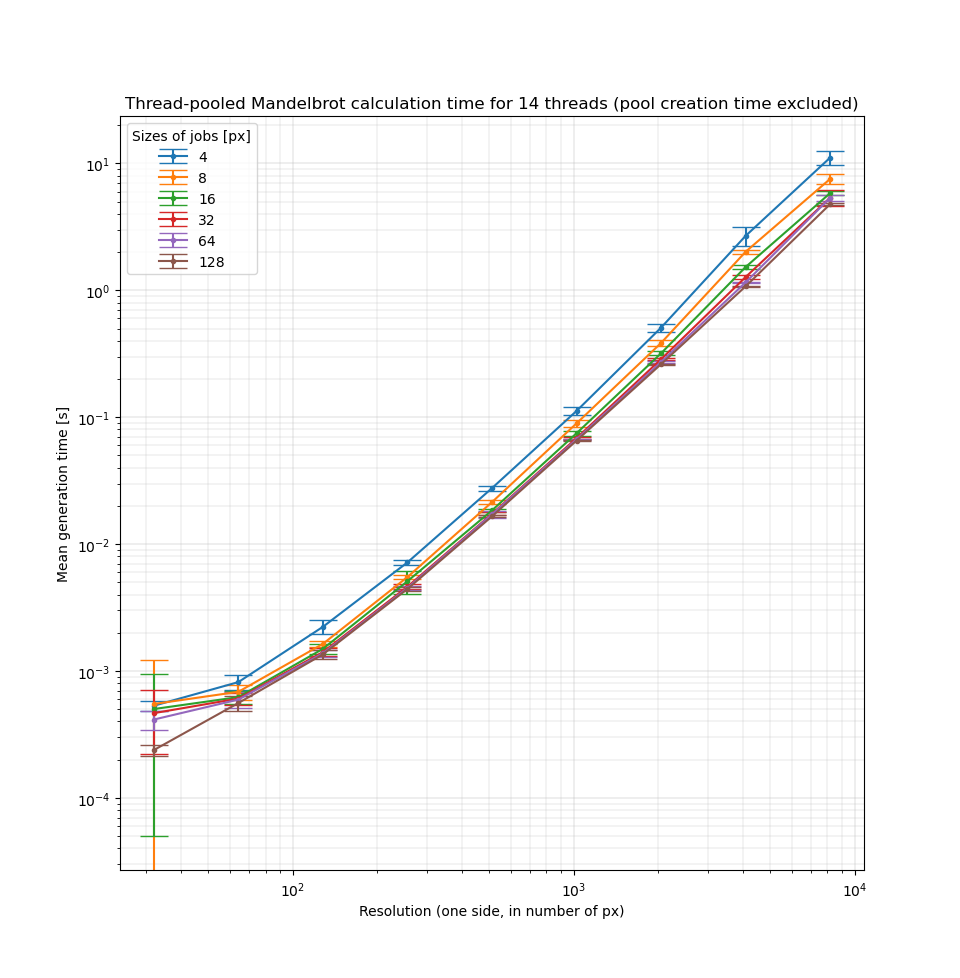 Thread-pooled Mandelbrot calculation time for 14 threads (pool creation time excluded)
Sizes of jobs [px]
4
8
16
32
64
128
10¹
10⁰
10⁻¹
10⁻²
10⁻³
10⁻⁴
Mean generation time [s]
10² 10³ 10⁴
Resolution (one side, in number of px)